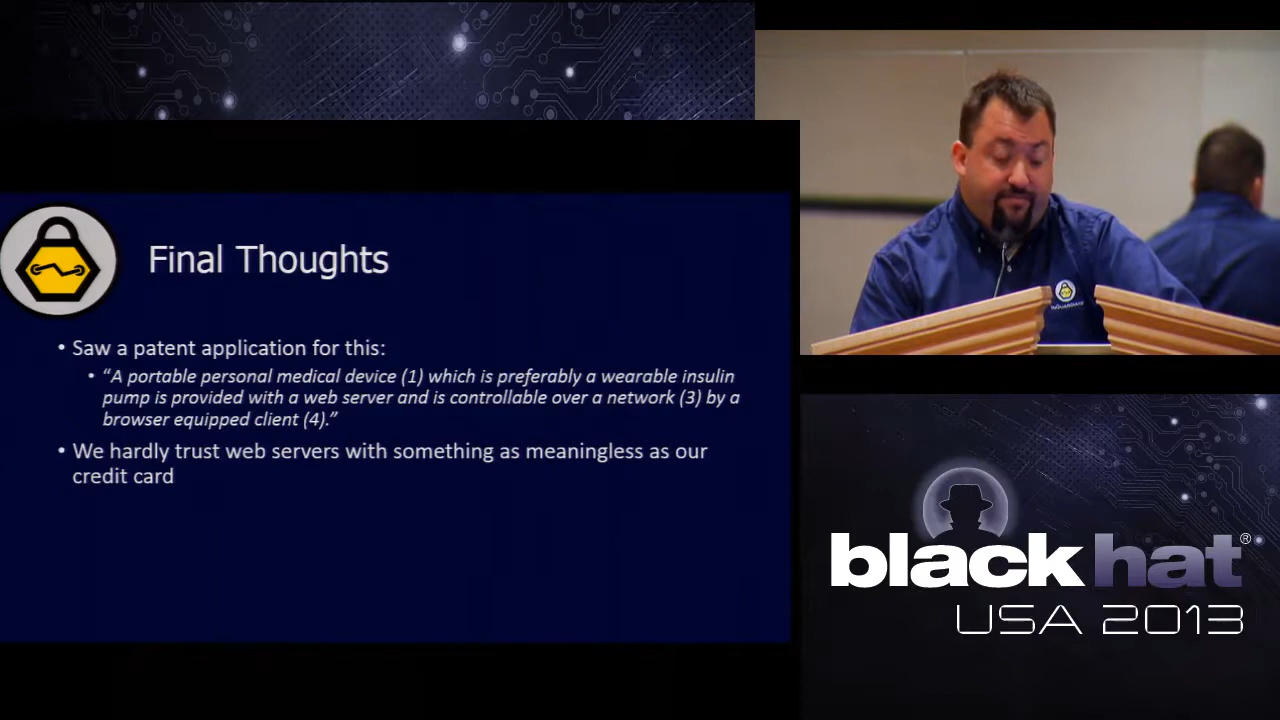 Final Thoughts
• Saw a patent application for this:
• “A portable personal medical device (1) which is preferably a wearable insulin
pump is provided with a web server and is controllable over a network (3) by a
browser equipped client (4).”
• We hardly trust web servers with something as meaningless as our
credit card
INGUARDIANS
black hat®
USA 2013